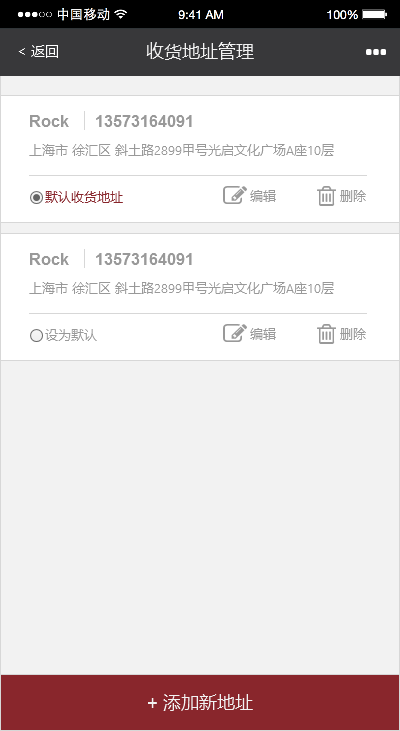 中国移动 9:41 AM 100%
< 返回 收货地址管理
Rock 13573164091
上海市 徐汇区 斜土路2899甲号光启文化广场A座10层
默认收货地址 编辑 删除
Rock 13573164091
上海市 徐汇区 斜土路2899甲号光启文化广场A座10层
设为默认 编辑 删除
+ 添加新地址